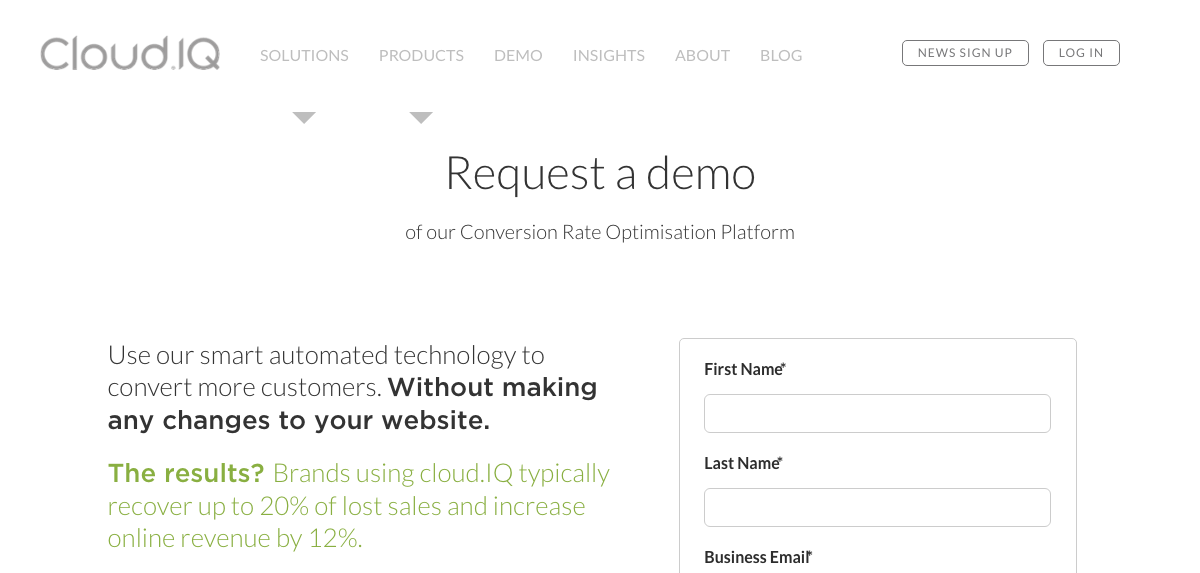 Cloud.IQ
SOLUTIONS PRODUCTS DEMO INSIGHTS ABOUT BLOG
NEWS SIGN UP LOG IN
Request a demo
of our Conversion Rate Optimisation Platform
Use our smart automated technology to
convert more customers. Without making
any changes to your website.
The results? Brands using cloud.IQ typically
recover up to 20% of lost sales and increase
online revenue by 12%.
First Name*
Last Name*
Business Email*